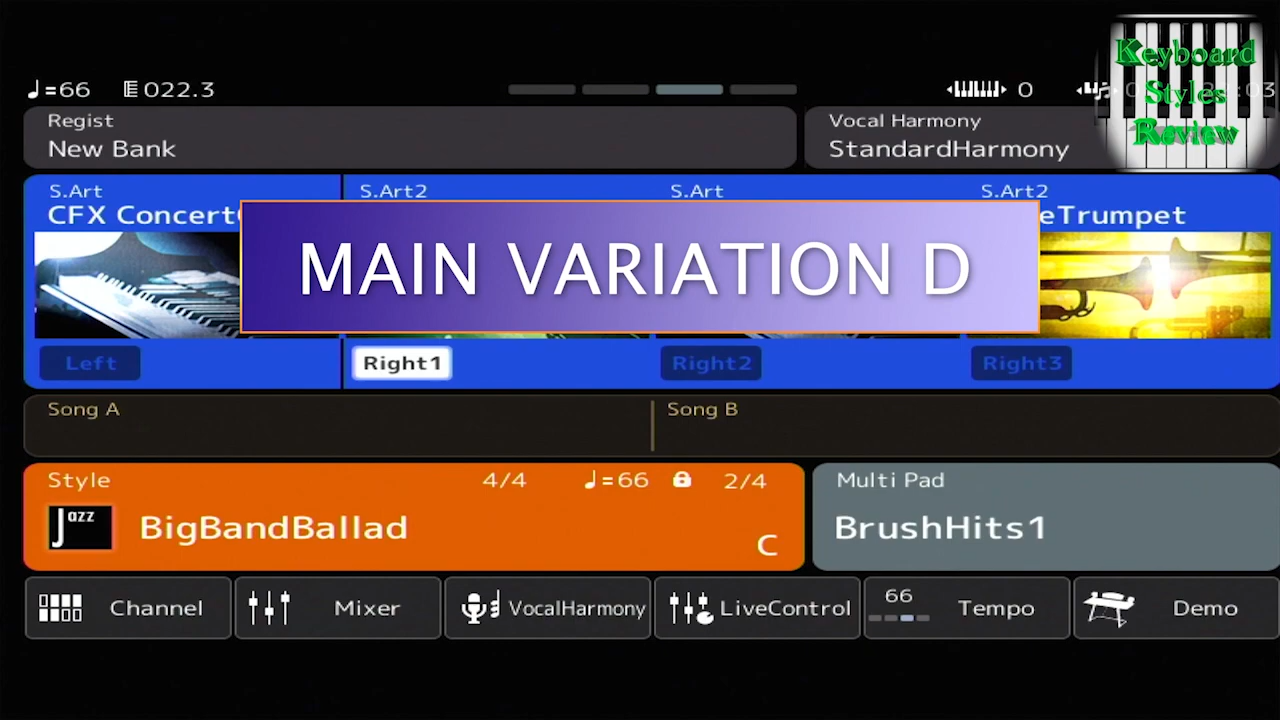 =66 022.3 0
Keyboard
Styles
Review
Regist
New Bank
Vocal Harmony
StandardHarmony
S.Art
CFX
S.Art2
S.Art
S.Art2
MAIN VARIATION D
Left
Right1
Right2
Right3
Song A
Song B
Style 4/4 =66 2/4
Jazz
BigBandBallad
C
Multi Pad
BrushHits1
Channel
Mixer
VocalHarmony
LiveControl
66
Tempo
Demo